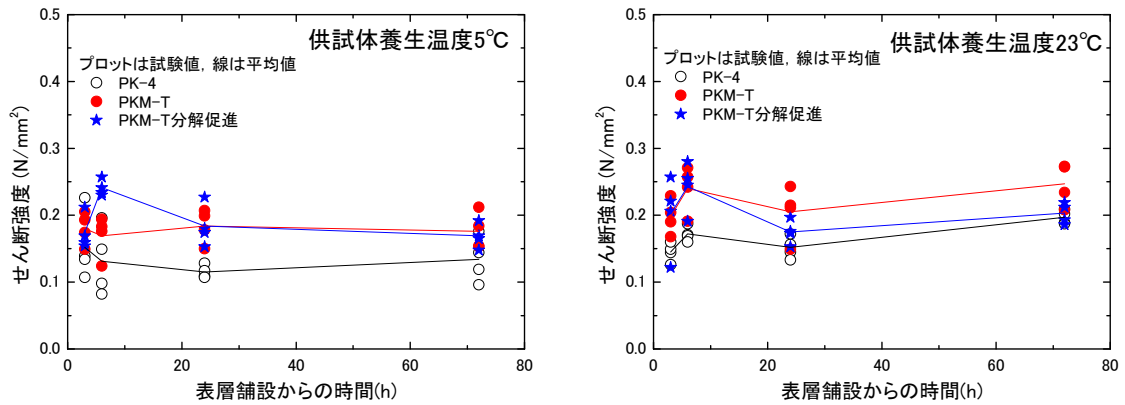 供試体養生温度5℃
プロットは試験値，線は平均値
PK-4
PKM-T
PKM-T分解促進
せん断強度 (N/mm²)
0.5
0.4
0.3
0.2
0.1
0.0
0 20 40 60 80
表層舗設からの時間(h)
供試体養生温度23℃
プロットは試験値，線は平均値
PK-4
PKM-T
PKM-T分解促進
せん断強度 (N/mm²)
0.5
0.4
0.3
0.2
0.1
0.0
0 20 40 60 80
表層舗設からの時間(h)